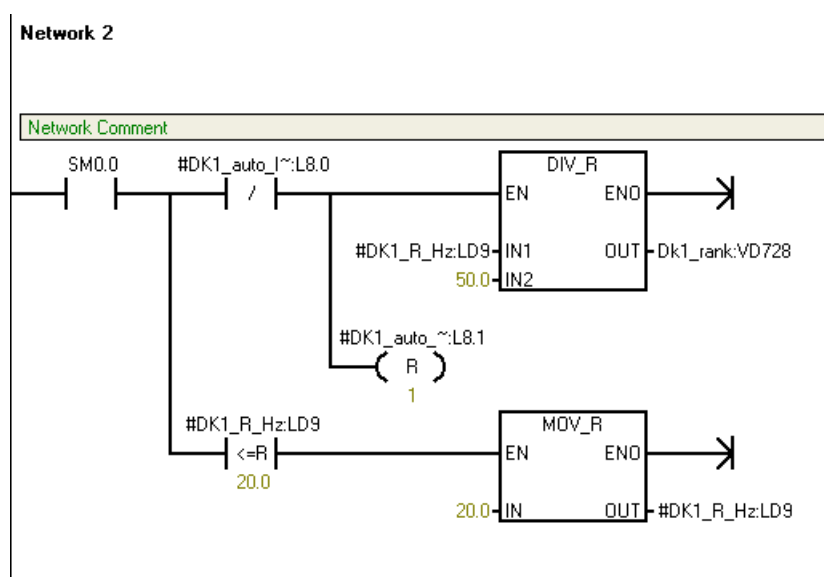 Network 2
Network Comment
SM0.0
#DK1_auto_l~:L8.0
/
DIV_R
EN
ENO
#DK1_R_Hz:LD9
IN1
OUT
Dk1_rank:VD728
50.0
IN2
#DK1_auto_~:L8.1
R
1
#DK1_R_Hz:LD9
<=R
20.0
MOV_R
EN
ENO
20.0
IN
OUT
#DK1_R_Hz:LD9